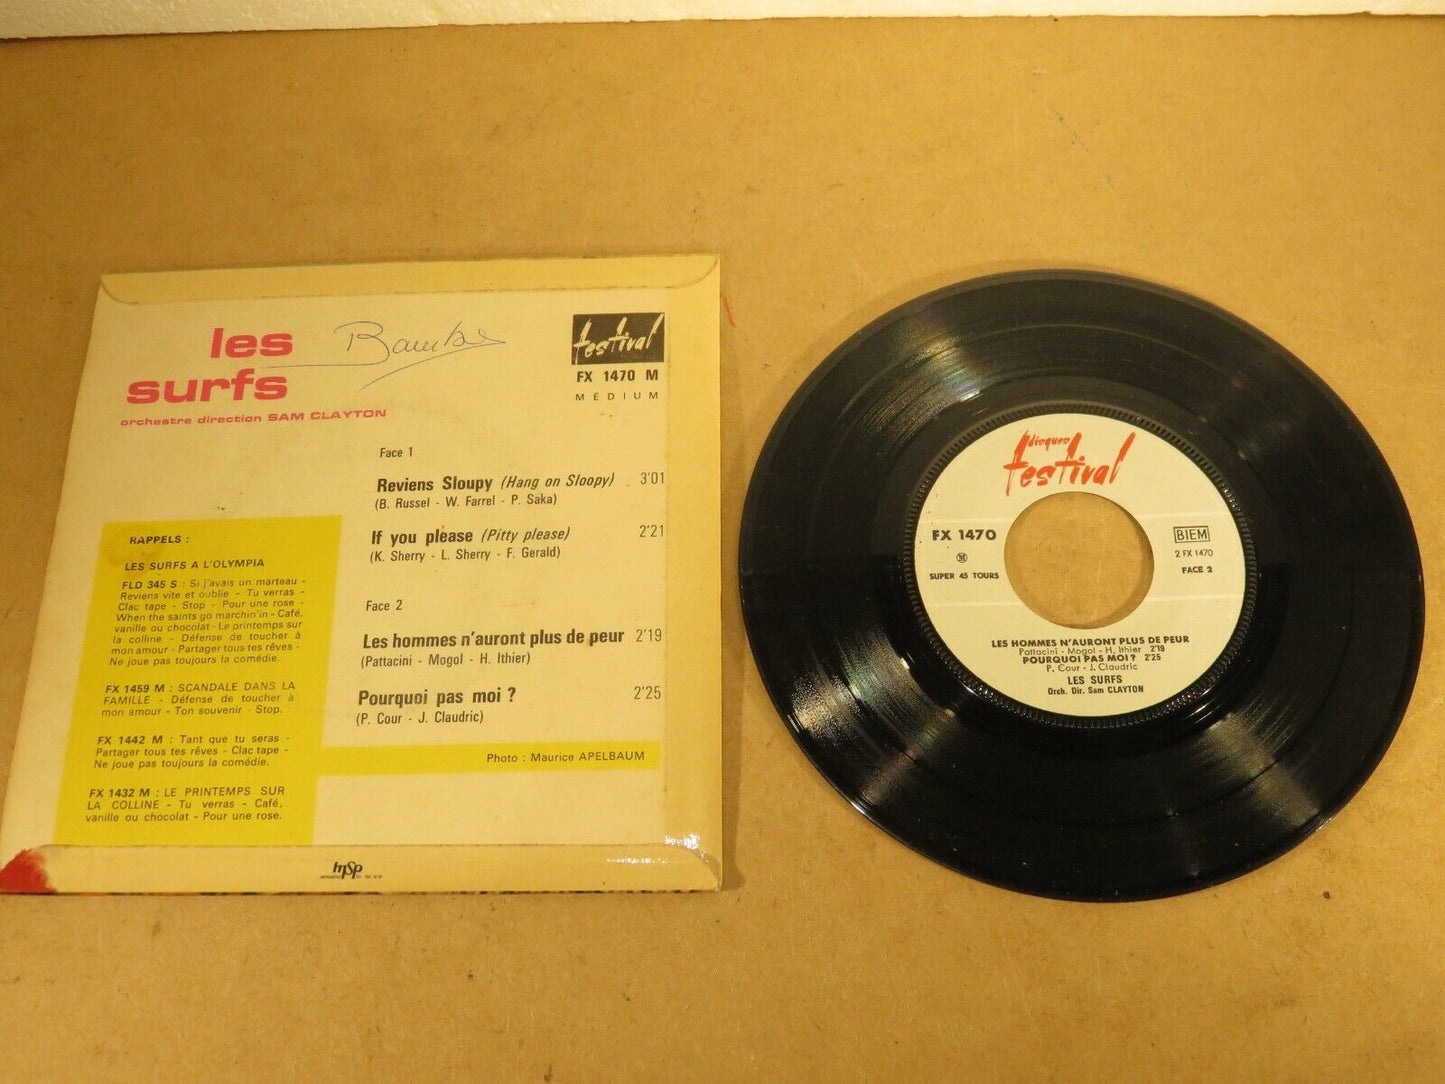 les
surfs
orchestre direction SAM CLAYTON
festival
FX 1470 M
MÉDIUM
Face 1
Reviens Sloupy (Hang on Sloopy) 3'01
(B. Russel - W. Farrel - P. Saka)
If you please (Pitty please) 2'21
(K. Sherry - L. Sherry - F. Gerald)
Face 2
Les hommes n'auront plus de peur 2'19
(Pattacini - Mogol - H. Ithier)
Pourquoi pas moi ? 2'25
(P. Cour - J. Claudric)
Photo : Maurice APELBAUM
RAPPELS :
LES SURFS A L'OLYMPIA
FLD 345 S : Si j'avais un marteau -
Reviens vite et oublie - Tu verras -
Clac tape - Stop - Pour une rose -
When the saints go marchin'in - Café,
vanille ou chocolat - Le printemps sur
la colline - Défense de toucher à
mon amour - Partager tous tes rêves -
Ne joue pas toujours la comédie.
FX 1459 M : SCANDALE DANS LA
FAMILLE - Défense de toucher à
mon amour - Ton souvenir - Stop.
FX 1442 M : Tant que tu seras -
Partager tous tes rêves - Clac tape -
Ne joue pas toujours la comédie.
FX 1432 M : LE PRINTEMPS SUR
LA COLLINE - Tu verras - Café,
vanille ou chocolat - Pour une rose.
disques
festival
FX 1470
M
SUPER 45 TOURS
BIEM
2 FX 1470
FACE 2
LES HOMMES N'AURONT PLUS DE PEUR
Pattacini - Mogol - H. Ithier 2'19
POURQUOI PAS MOI ? 2'25
P. Cour - J. Claudric
LES SURFS
Orch. Dir. Sam CLAYTON